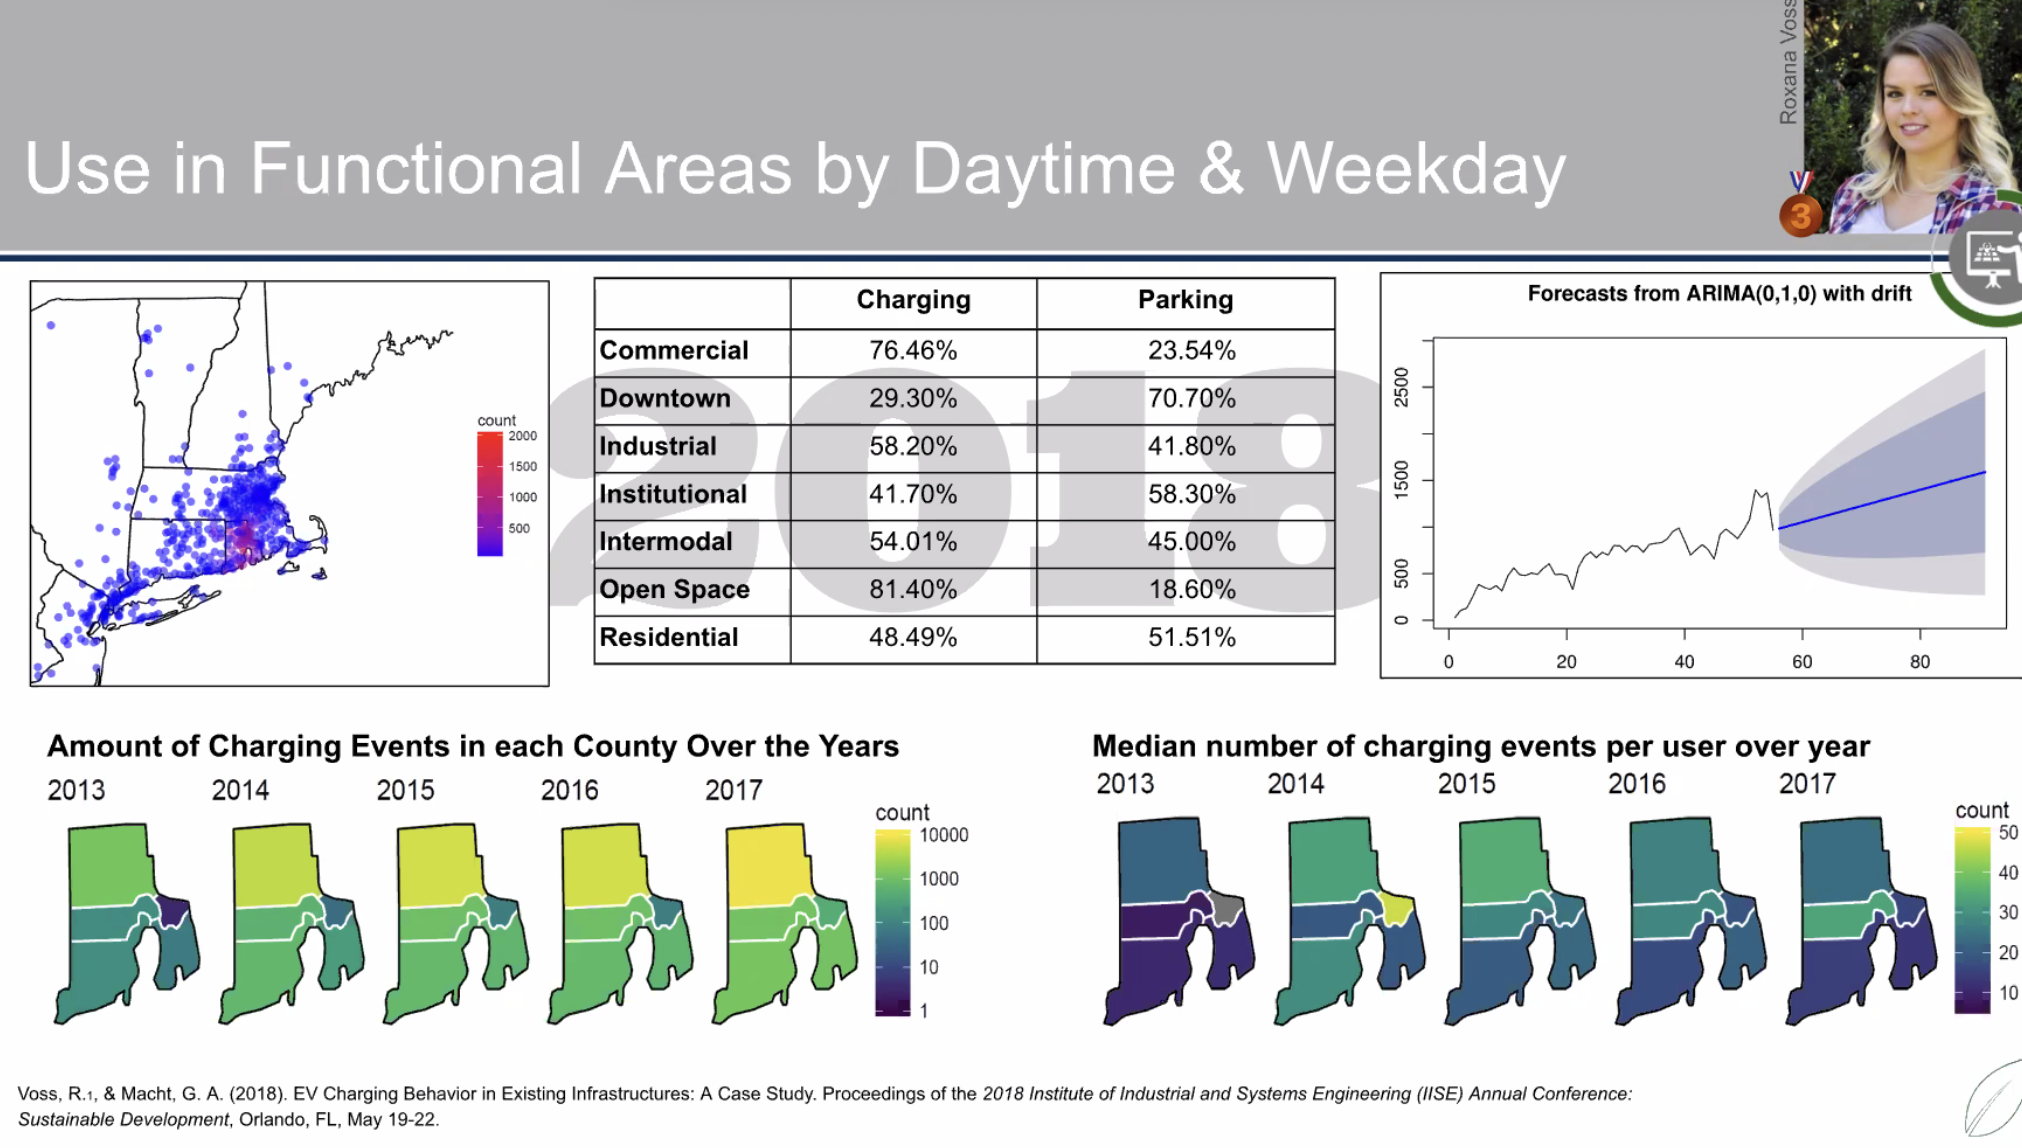 Roxana Voss
3
Use in Functional Areas by Daytime & Weekday
count
2000
1500
1000
500
2018
Charging Parking
Commercial 76.46% 23.54%
Downtown 29.30% 70.70%
Industrial 58.20% 41.80%
Institutional 41.70% 58.30%
Intermodal 54.01% 45.00%
Open Space 81.40% 18.60%
Residential 48.49% 51.51%
Forecasts from ARIMA(0,1,0) with drift
2500
1500
500
0
0 20 40 60 80
Amount of Charging Events in each County Over the Years
2013 2014 2015 2016 2017
count
10000
1000
100
10
1
Median number of charging events per user over year
2013 2014 2015 2016 2017
count
50
40
30
20
10
Voss, R.1, & Macht, G. A. (2018). EV Charging Behavior in Existing Infrastructures: A Case Study. Proceedings of the 2018 Institute of Industrial and Systems Engineering (IISE) Annual Conference:
Sustainable Development, Orlando, FL, May 19-22.